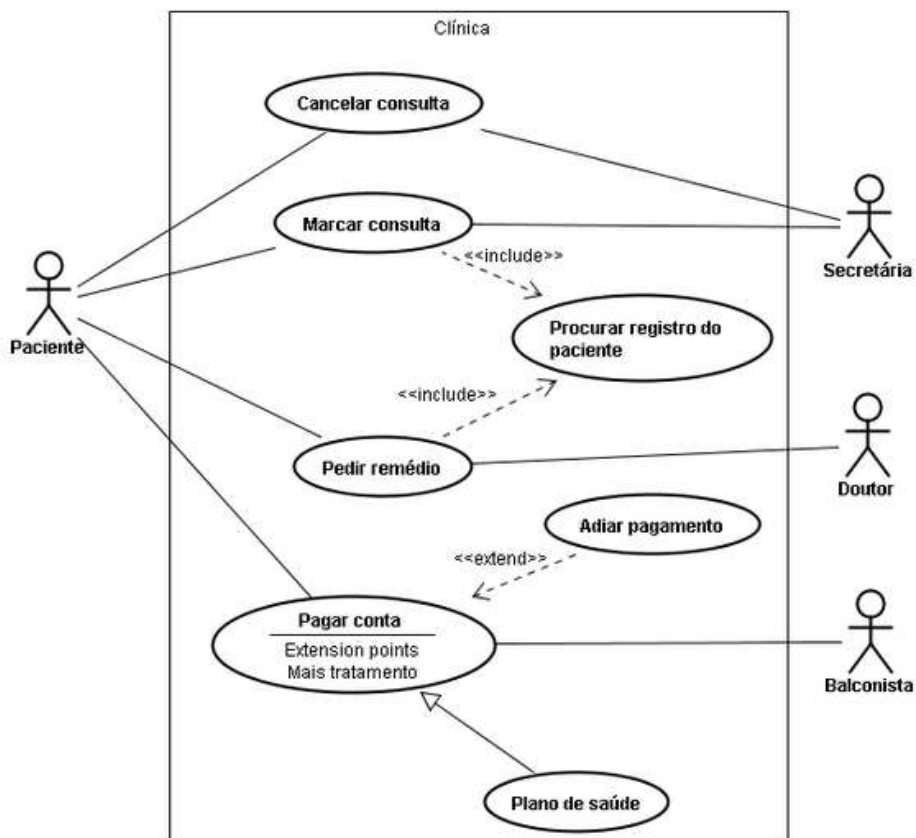 Clínica
Cancelar consulta
Marcar consulta
<<include>>
Secretária
Paciente
Procurar registro do
paciente
<<include>>
Pedir remédio
Doutor
Adiar pagamento
<<extend>>
Pagar conta
Extension points
Mais tratamento
Balconista
Plano de saúde